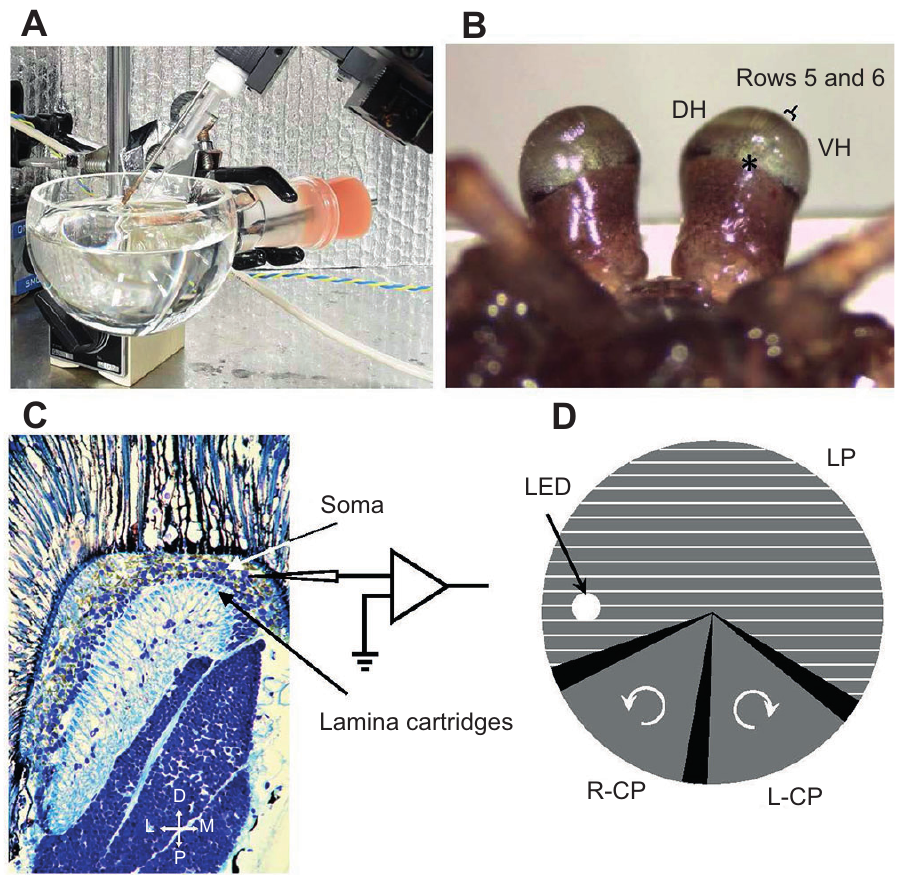 A
B
Rows 5 and 6
DH
VH
*
C
D
Soma
LP
LED
Lamina cartridges
D
L
M
P
R-CP
L-CP